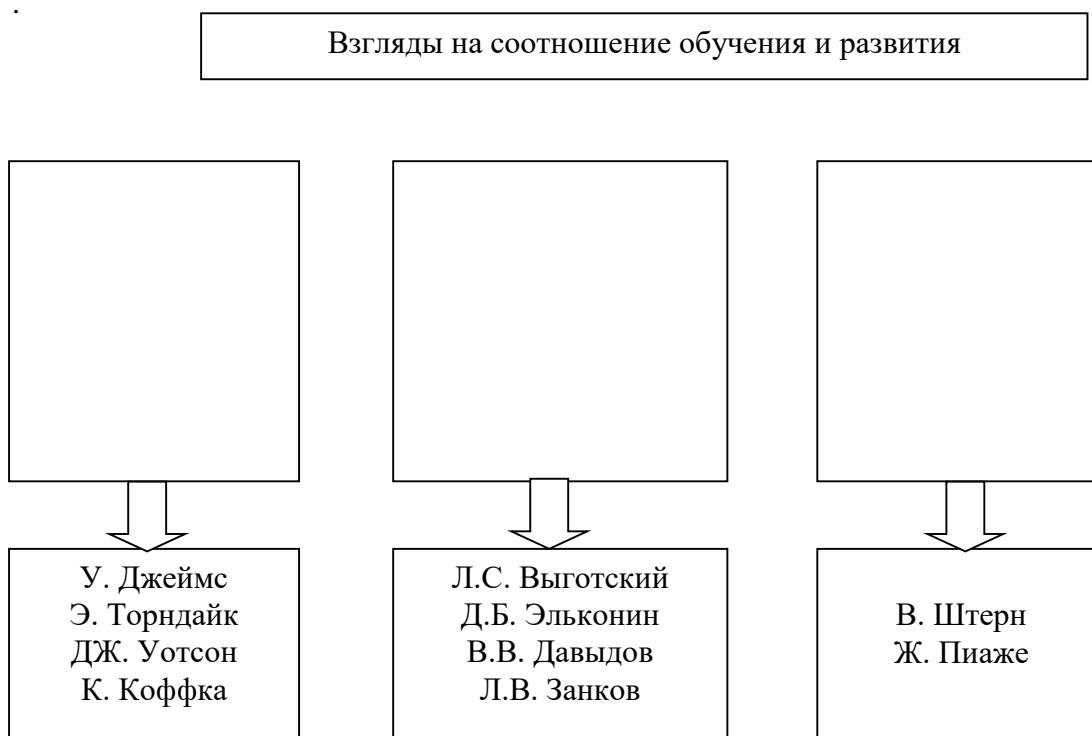 .
Взгляды на соотношение обучения и развития
У. Джеймс
Э. Торндайк
ДЖ. Уотсон
К. Коффка
Л.С. Выготский
Д.Б. Эльконин
В.В. Давыдов
Л.В. Занков
В. Штерн
Ж. Пиаже